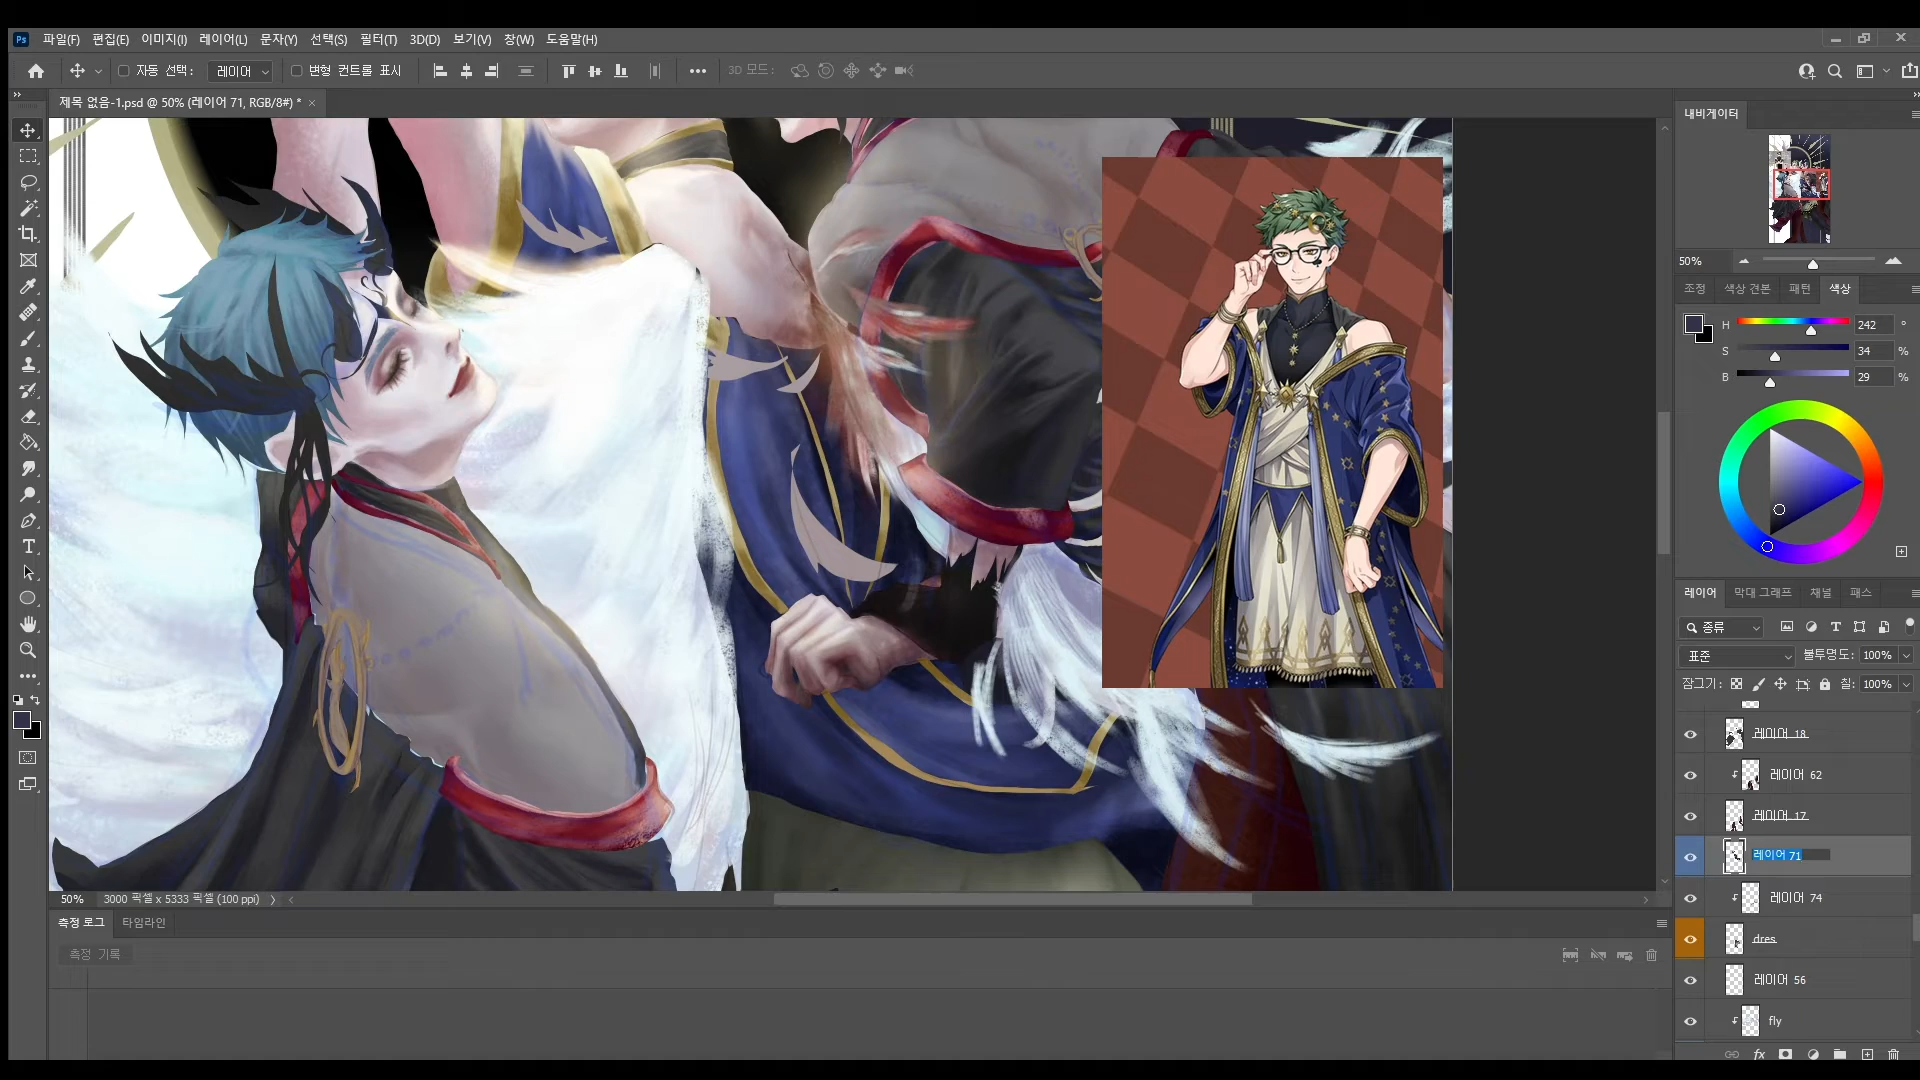 Ps 파일(F) 편집(E) 이미지(I) 레이어(L) 문자(Y) 선택(S) 필터(T) 3D(D) 보기(V) 창(W) 도움말(H)
자동 선택: 레이어 변형 컨트롤 표시 3D 모드:
제목 없음-1.psd @ 50% (레이어 71, RGB/8#) * ×
내비게이터
50%
조정 색상 견본 패턴 색상
H 242 °
S 34 %
B 29 %
레이어 막대 그래프 채널 패스
종류
표준 불투명도: 100%
잠그기: 칠: 100%
레이어 18
레이어 62
레이어 17
레이어 71
레이어 74
dres
레이어 56
fly
fx
50% 3000 픽셀 x 5333 픽셀 (100 ppi)
측정 로그 타임라인
측정 기록